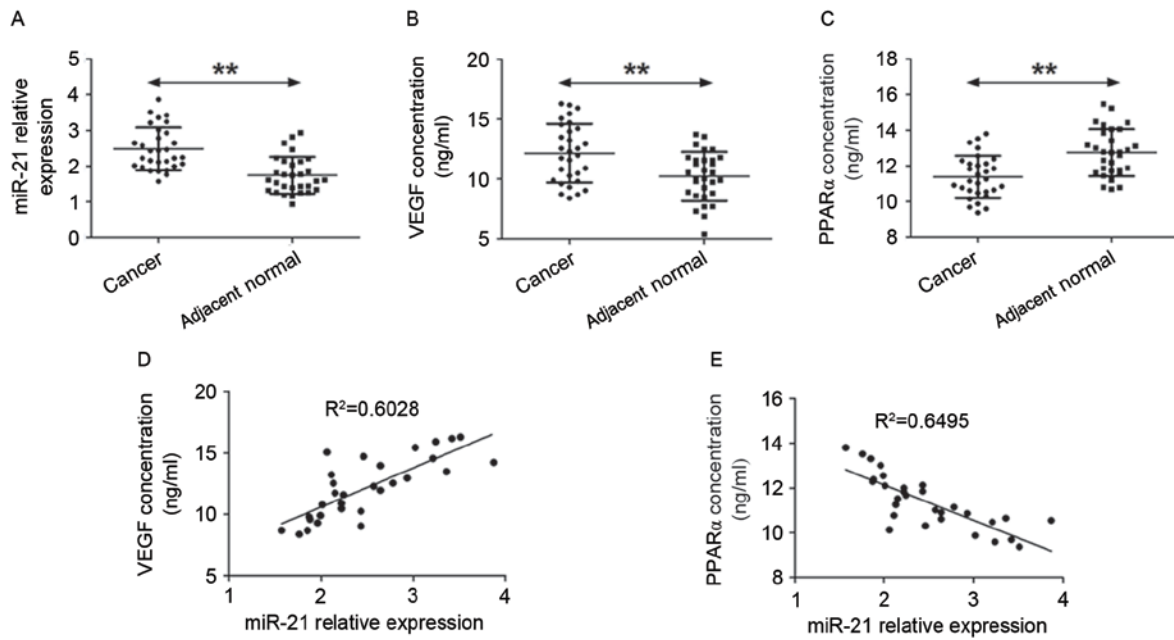 A
miR-21 relative
expression
5
4
3
2
1
0
**
Cancer
Adjacent normal
B
VEGF concentration
(ng/ml)
20
15
10
5
**
Cancer
Adjacent normal
C
PPARα concentration
(ng/ml)
16
14
12
10
8
**
Cancer
Adjacent normal
D
VEGF concentration
(ng/ml)
20
15
10
5
R²=0.6028
1 2 3 4
miR-21 relative expression
E
PPARα concentration
(ng/ml)
16
14
12
10
8
R²=0.6495
1 2 3 4
miR-21 relative expression